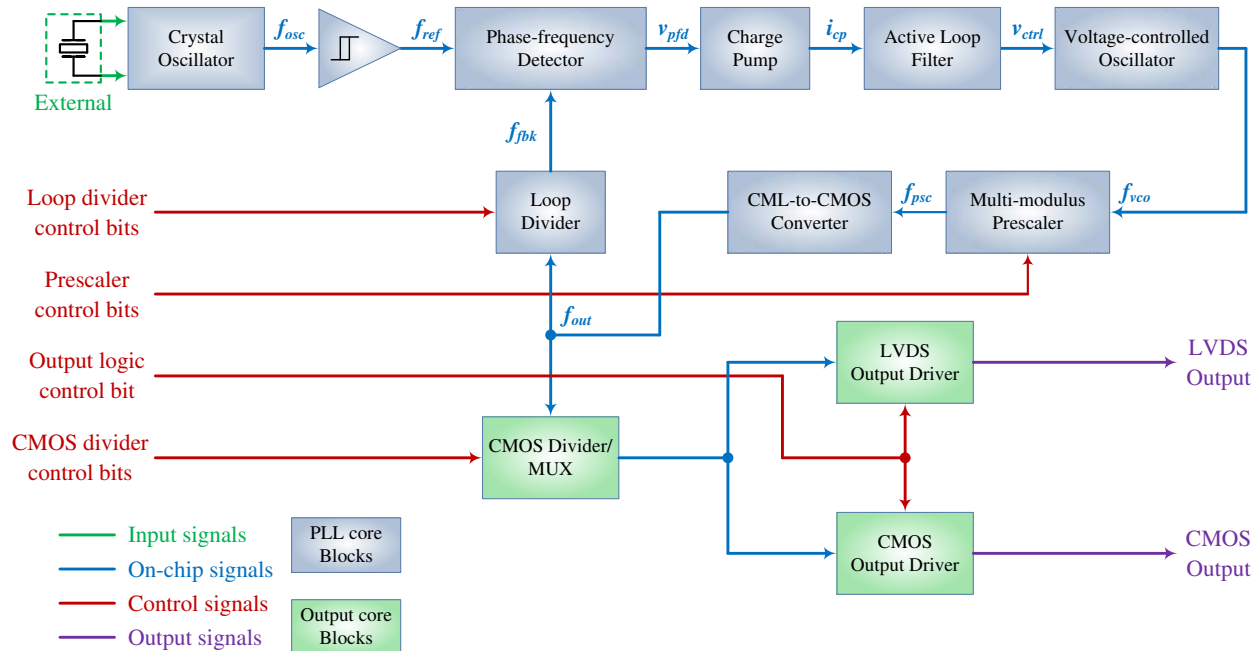 External
Crystal
Oscillator
fosc
fref
Phase-frequency
Detector
vpfd
Charge
Pump
icp
Active Loop
Filter
vctrl
Voltage-controlled
Oscillator
ffbk
Loop divider
control bits
Loop
Divider
CML-to-CMOS
Converter
fpsc
Multi-modulus
Prescaler
fvco
Prescaler
control bits
fout
Output logic
control bit
LVDS
Output Driver
LVDS
Output
CMOS divider
control bits
CMOS Divider/
MUX
CMOS
Output Driver
CMOS
Output
Input signals
On-chip signals
Control signals
Output signals
PLL core
Blocks
Output core
Blocks